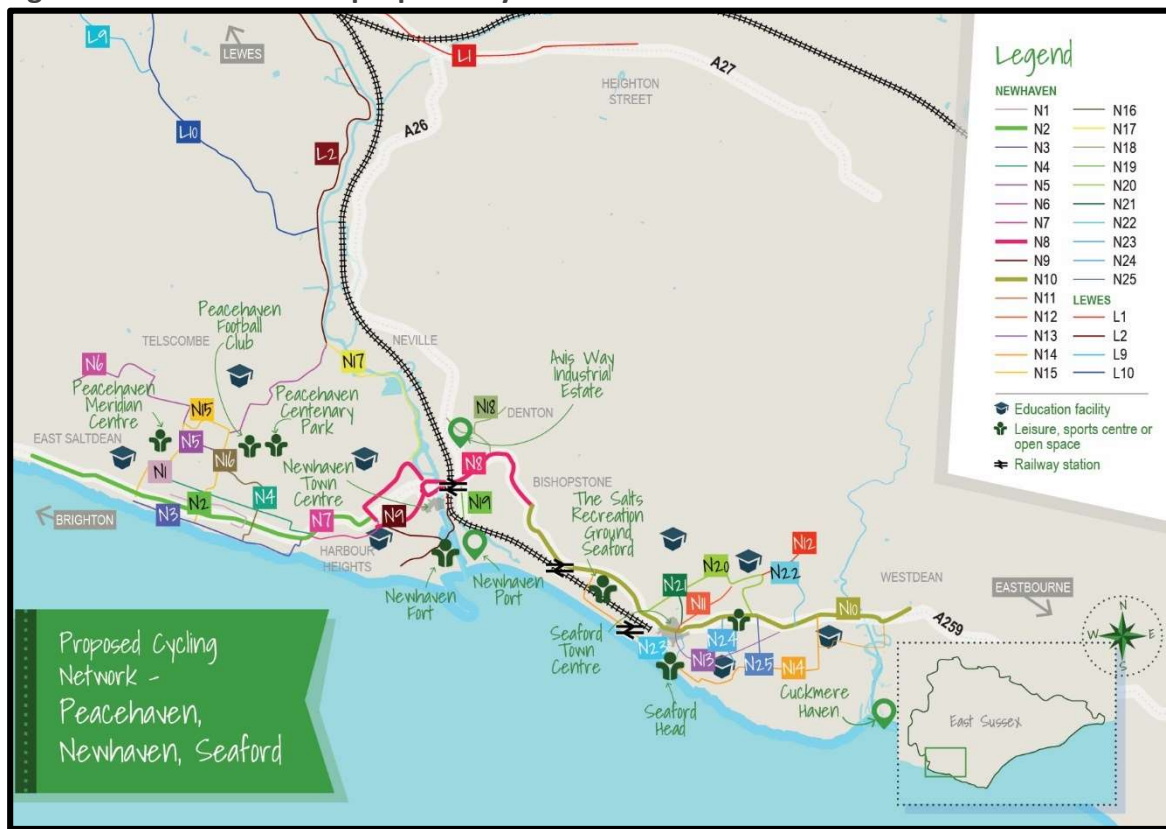 L9
LEWES
L1
A27
HEIGHTON
STREET
A26
L10
L2
Legend
NEWHAVEN
N1
N2
N3
N4
N5
N6
N7
N8
N9
N10
N11
N12
N13
N14
N15
N16
N17
N18
N19
N20
N21
N22
N23
N24
N25
LEWES
L1
L2
L9
L10
Education facility
Leisure, sports centre or
open space
Railway station
Peacehaven
Football
Club
TELSCOMBE
NEVILLE
N17
Avis Way
Industrial
Estate
N6
Peacehaven
Meridian
Centre
N15
Peacehaven
Centenary
Park
N18
DENTON
EAST SALTDEAN
N5
N16
N1
N8
Newhaven
Town
Centre
BISHOPSTONE
N4
N2
N3
N7
N9
N19
The Salts
Recreation
Ground
Seaford
BRIGHTON
HARBOUR
HEIGHTS
Newhaven
Fort
Newhaven
Port
N12
N20
N21
N22
N11
WESTDEAN
EASTBOURNE
N10
A259
Seaford
Town
Centre
N23
N24
N13
N25
N14
Seaford
Head
Cuckmere
Haven
N
W
E
S
East Sussex
Proposed Cycling
Network -
Peacehaven,
Newhaven, Seaford